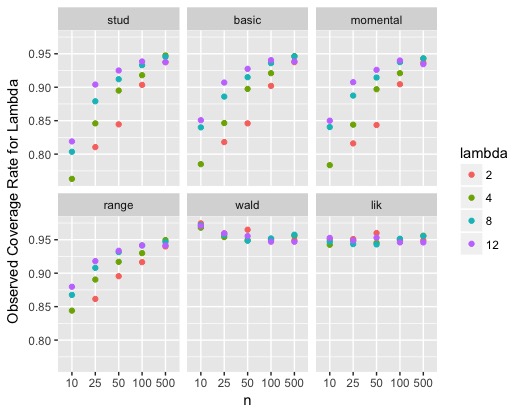 stud basic momental
0.95
0.90
0.85
0.80
range wald lik
0.95
0.90
0.85
0.80
10 25 50 100 500 10 25 50 100 500 10 25 50 100 500
n
Observed Coverage Rate for Lambda
lambda
2
4
8
12